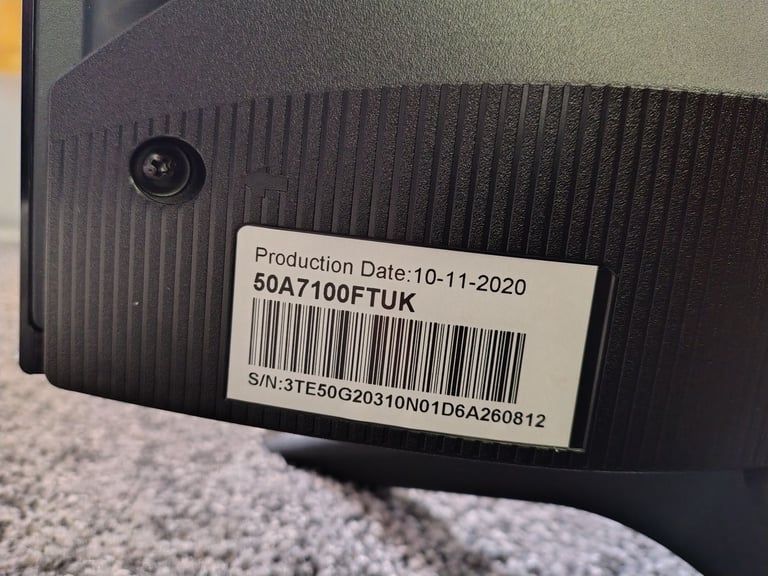 Production Date:10-11-2020
50A7100FTUK
S/N:3TE50G20310N01D6A260812